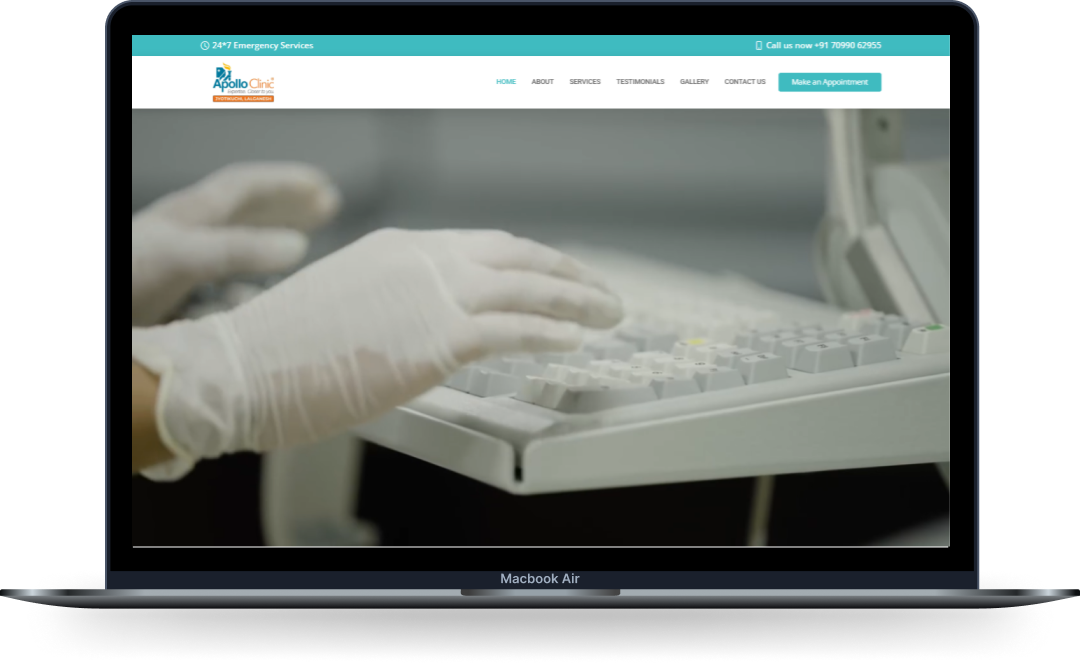 24*7 Emergency Services
Call us now +91 70990 62955
Apollo Clinic
Expertise. Closer to you.
HOME ABOUT SERVICES TESTIMONIALS GALLERY CONTACT US Make an Appointment
Macbook Air